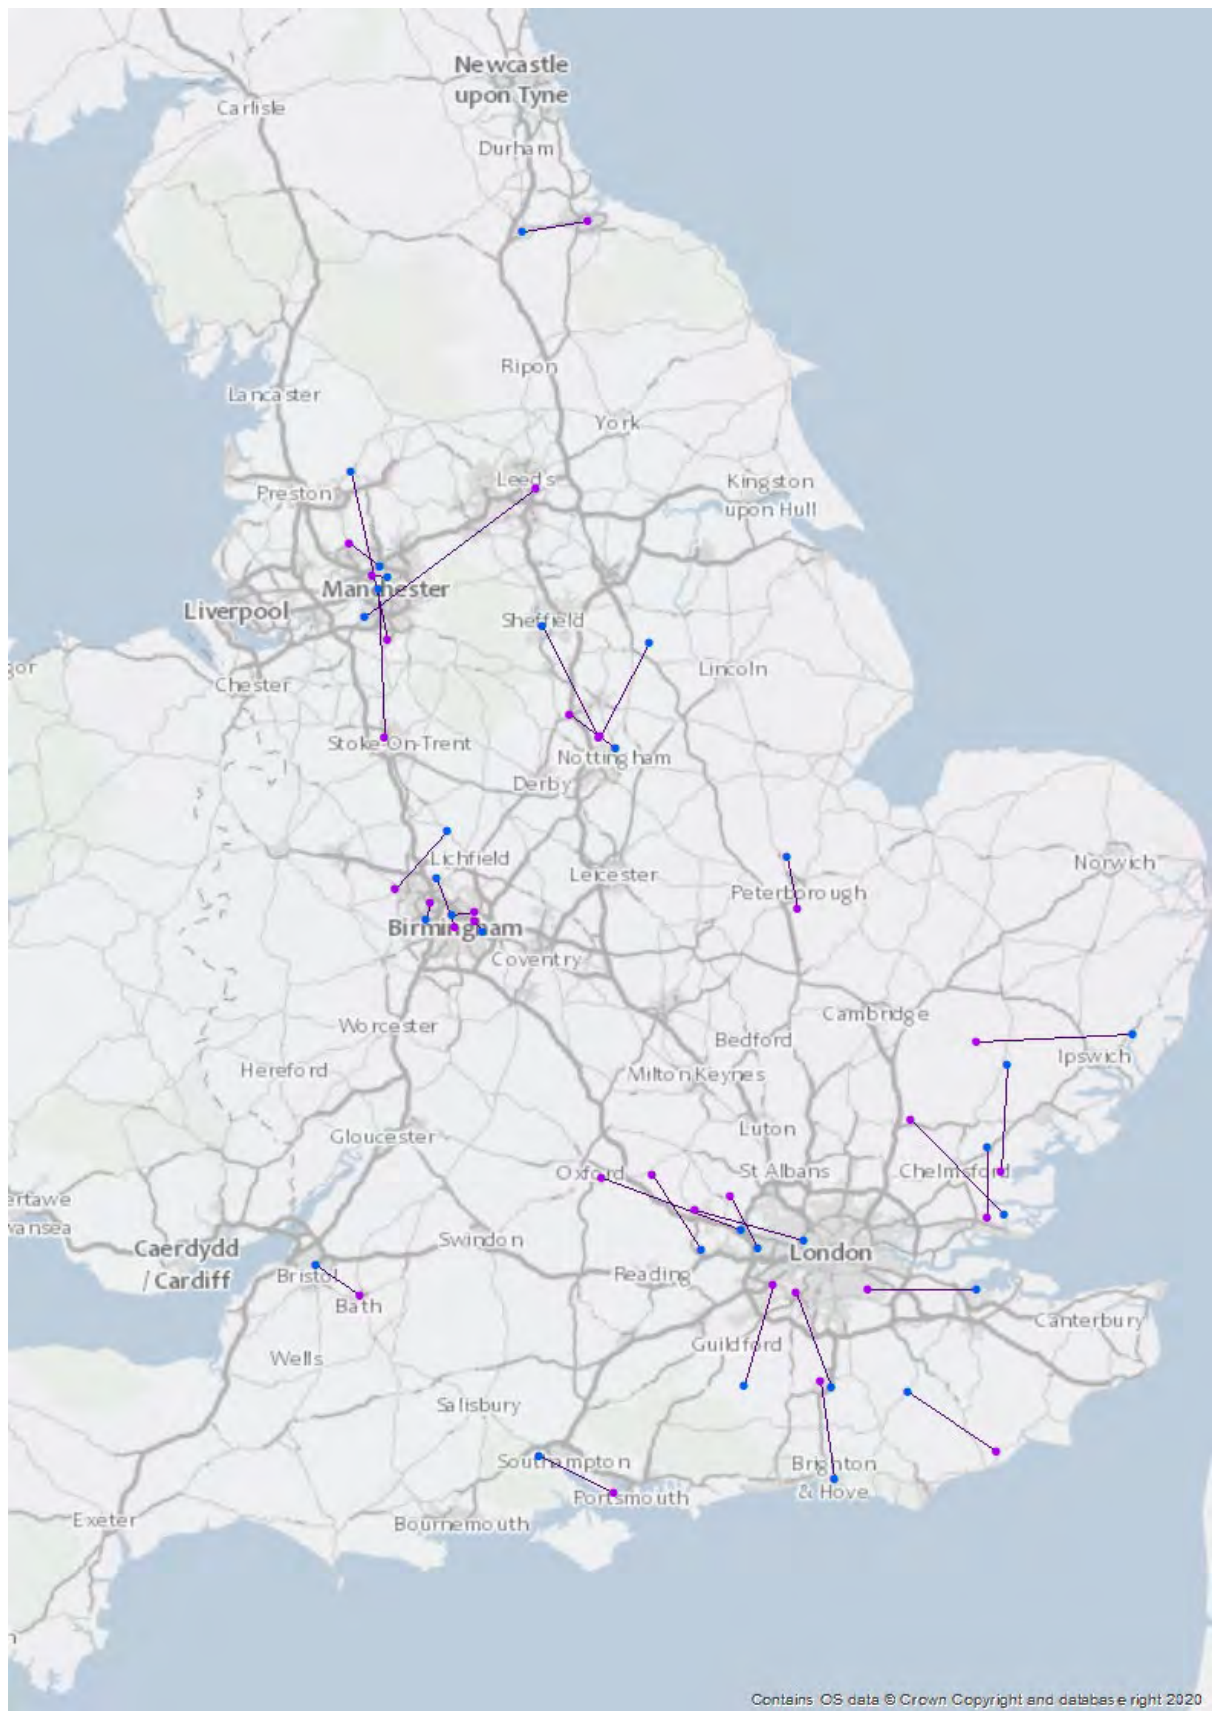 Newcastle
upon Tyne
Carlisle
Durham
Ripon
Lancaster
York
Leeds
Kingston
upon Hull
Preston
Manchester
Liverpool
Sheffield
Lincoln
gor
Chester
Stoke-On-Trent
Nottingham
Derby
Lichfield
Leicester
Norwich
Peterborough
Birmingham
Coventry
Cambridge
Worcester
Bedford
Ipswich
Hereford
Milton Keynes
Gloucester
Luton
Oxford
St Albans
Chelmsford
ertawe
vansea
Swindon
London
Caerdydd
/ Cardiff
Bristol
Reading
Bath
Canterbury
Guildford
Wells
Salisbury
Southampton
Brighton
& Hove
Portsmouth
Exeter
Bournemouth
n
Contains OS data © Crown Copyright and database right 2020